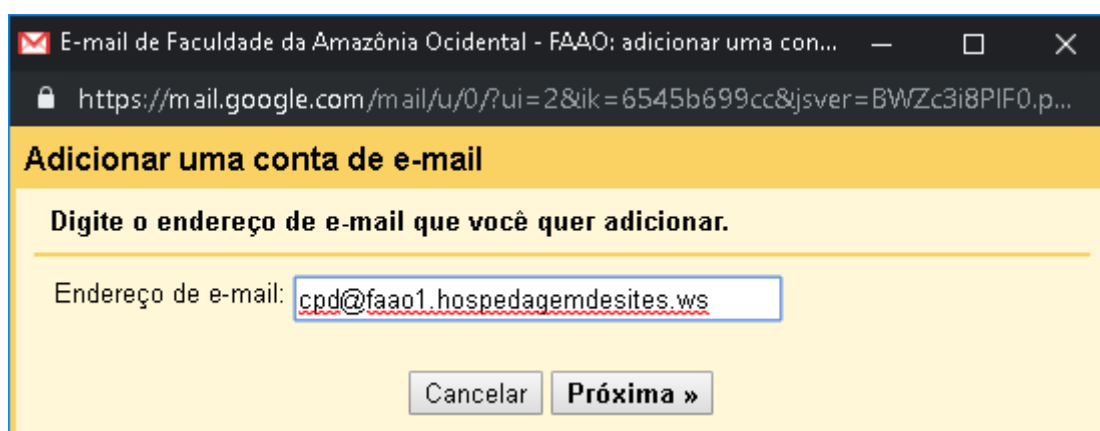 E-mail de Faculdade da Amazônia Ocidental - FAAO: adicionar uma con...
https://mail.google.com/mail/u/0/?ui=2&ik=6545b699cc&jsver=BWZc3i8PIF0.p...
Adicionar uma conta de e-mail
Digite o endereço de e-mail que você quer adicionar.
Endereço de e-mail: cpd@faao1.hospedagemdesites.ws
Cancelar Próxima »